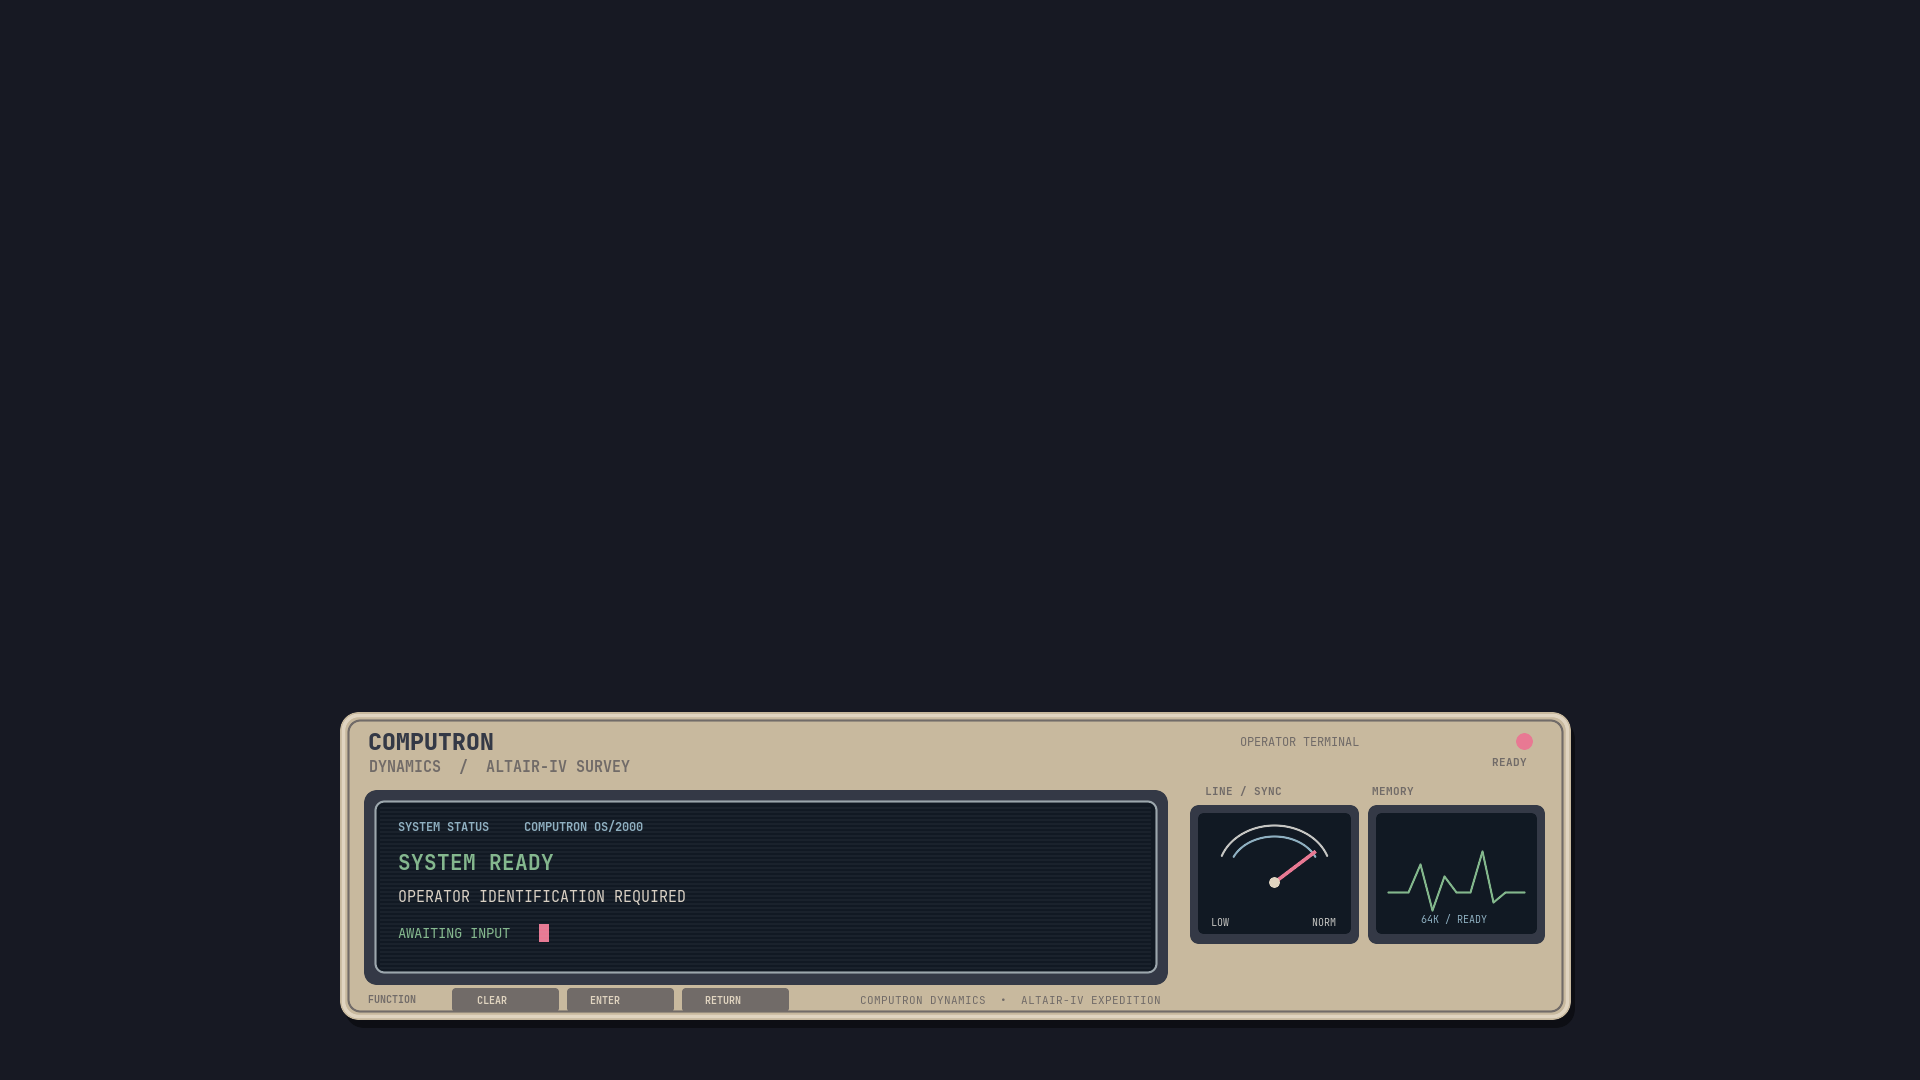 COMPUTRON
OPERATOR TERMINAL
DYNAMICS / ALTAIR-IV SURVEY
READY
LINE / SYNC
MEMORY
SYSTEM STATUS COMPUTRON OS/2000
SYSTEM READY
OPERATOR IDENTIFICATION REQUIRED
AWAITING INPUT
LOW NORM
64K / READY
FUNCTION CLEAR ENTER RETURN
COMPUTRON DYNAMICS • ALTAIR-IV EXPEDITION